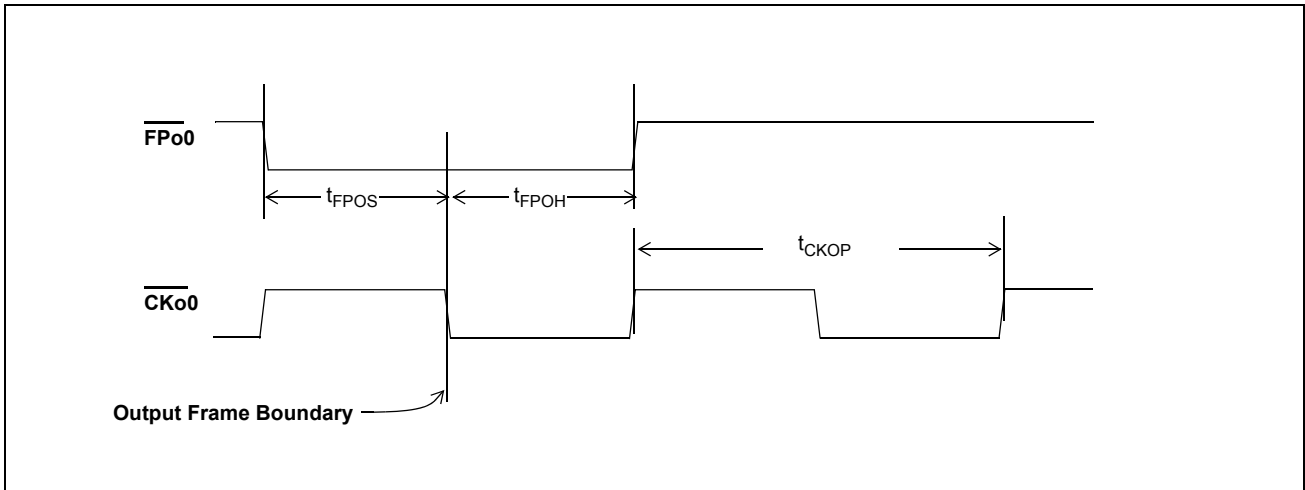 FPo0
tFPOS
tFPOH
tCKOP
CKo0
Output Frame Boundary